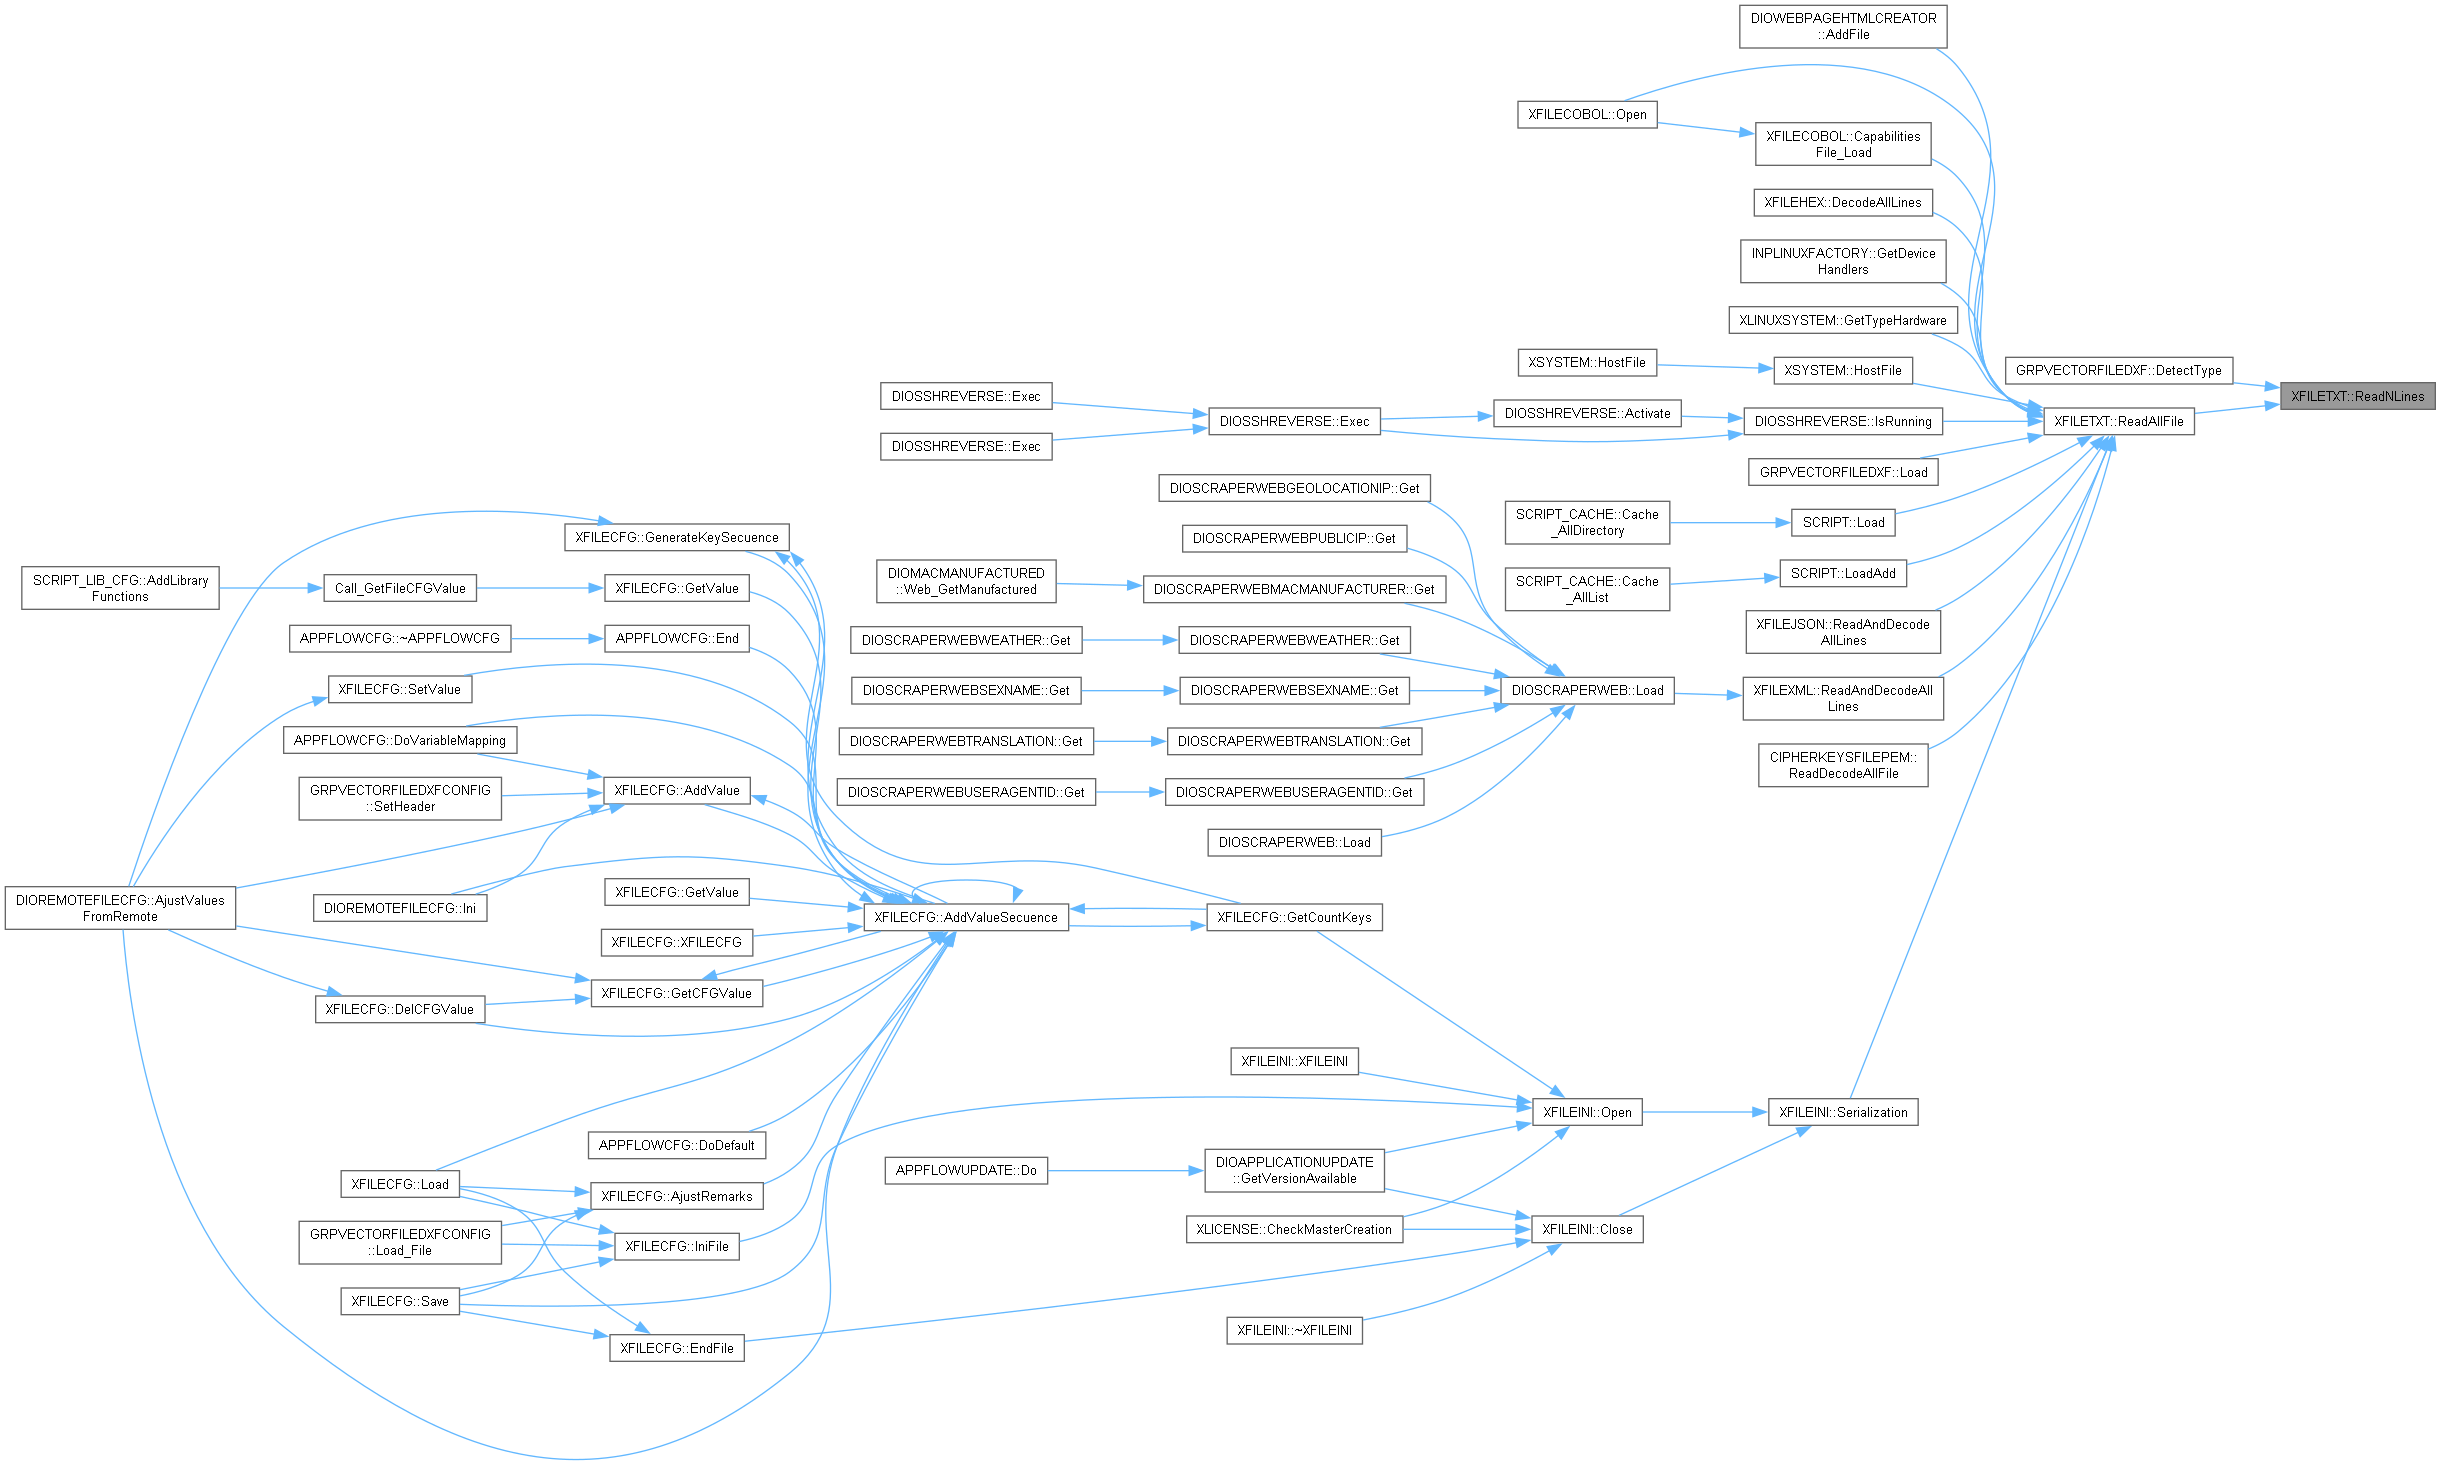 DIOWEBPAGEHTMLCREATOR
::AddFile
XFILECOBOL::Open
XFILECOBOL::Capabilities
File_Load
XFILEHEX::DecodeAllLines
INPLINUXFACTORY::GetDevice
Handlers
XLINUXSYSTEM::GetTypeHardware
XSYSTEM::HostFile
XSYSTEM::HostFile
GRPVECTORFILEDXF::DetectType
XFILETXT::ReadNLines
DIOSSHREVERSE::Exec
DIOSSHREVERSE::Exec
DIOSSHREVERSE::Exec
DIOSSHREVERSE::Activate
DIOSSHREVERSE::IsRunning
XFILETXT::ReadAllFile
GRPVECTORFILEDXF::Load
DIOSCRAPERWEBGEOLOCATIONIP::Get
SCRIPT_CACHE::Cache
_AllDirectory
SCRIPT::Load
XFILECFG::GenerateKeySecuence
DIOSCRAPERWEBPUBLICIP::Get
SCRIPT_LIB_CFG::AddLibrary
Functions
Call_GetFileCFGValue
XFILECFG::GetValue
DIOMACMANUFACTURED
::Web_GetManufactured
DIOSCRAPERWEBMACMANUFACTURER::Get
SCRIPT_CACHE::Cache
_AllList
SCRIPT::LoadAdd
APPFLOWCFG::~APPFLOWCFG
APPFLOWCFG::End
DIOSCRAPERWEBWEATHER::Get
DIOSCRAPERWEBWEATHER::Get
XFILEJSON::ReadAndDecode
AllLines
XFILECFG::SetValue
DIOSCRAPERWEBSEXNAME::Get
DIOSCRAPERWEBSEXNAME::Get
DIOSCRAPERWEB::Load
XFILEXML::ReadAndDecodeAll
Lines
APPFLOWCFG::DoVariableMapping
DIOSCRAPERWEBTRANSLATION::Get
DIOSCRAPERWEBTRANSLATION::Get
CIPHERKEYSFILEPEM::
ReadDecodeAllFile
GRPVECTORFILEDXFCONFIG
::SetHeader
XFILECFG::AddValue
DIOSCRAPERWEBUSERAGENTID::Get
DIOSCRAPERWEBUSERAGENTID::Get
DIOSCRAPERWEB::Load
DIOREMOTEFILECFG::AjustValues
FromRemote
DIOREMOTEFILECFG::Ini
XFILECFG::GetValue
XFILECFG::AddValueSecuence
XFILECFG::GetCountKeys
XFILECFG::XFILECFG
XFILECFG::DelCFGValue
XFILECFG::GetCFGValue
XFILEINI::XFILEINI
XFILEINI::Open
XFILEINI::Serialization
APPFLOWCFG::DoDefault
APPFLOWUPDATE::Do
DIOAPPLICATIONUPDATE
::GetVersionAvailable
XFILECFG::Load
XFILECFG::AjustRemarks
XLICENSE::CheckMasterCreation
XFILEINI::Close
GRPVECTORFILEDXFCONFIG
::Load_File
XFILECFG::IniFile
XFILECFG::Save
XFILECFG::EndFile
XFILEINI::~XFILEINI